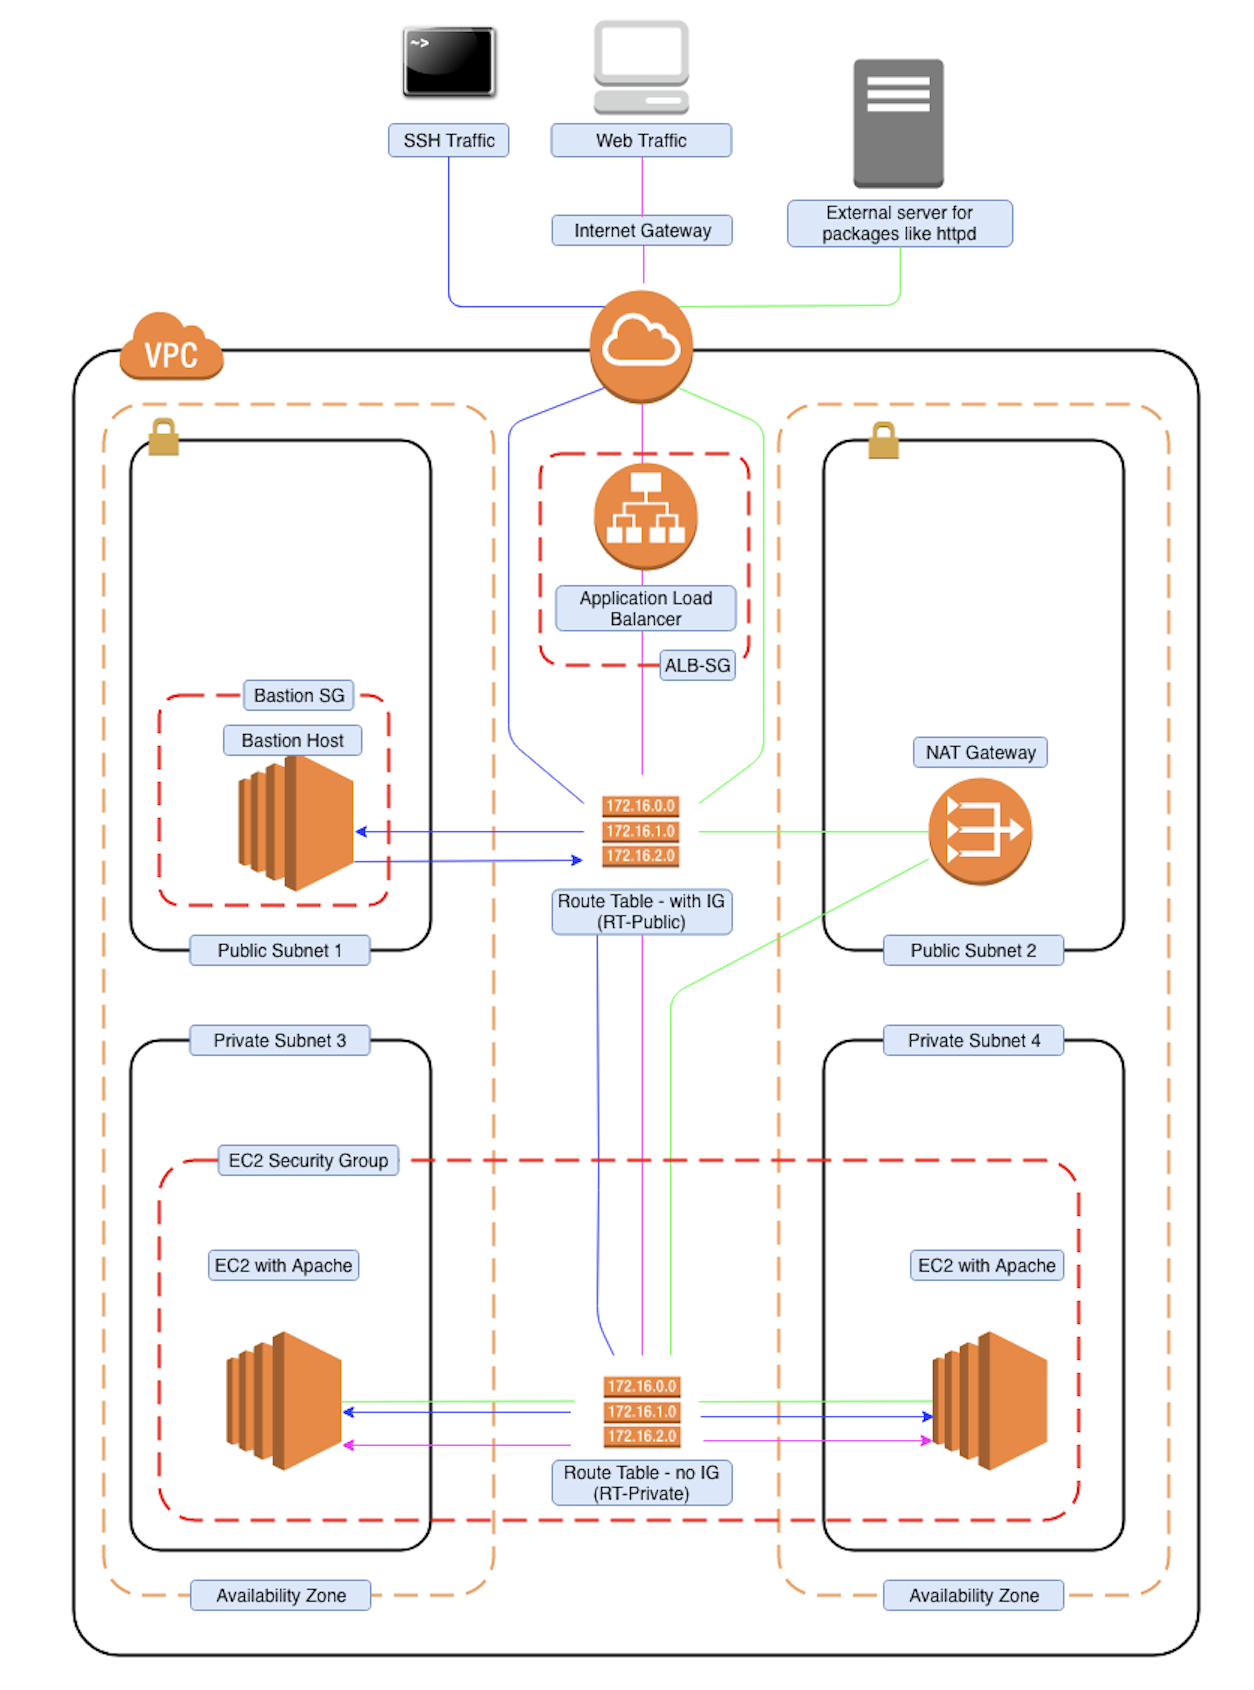 ~>
SSH Traffic
Web Traffic
Internet Gateway
External server for
packages like httpd
VPC
Application Load
Balancer
ALB-SG
Bastion SG
Bastion Host
NAT Gateway
172.16.0.0
172.16.1.0
172.16.2.0
Route Table - with IG
(RT-Public)
Public Subnet 1
Public Subnet 2
Private Subnet 3
Private Subnet 4
EC2 Security Group
EC2 with Apache
EC2 with Apache
172.16.0.0
172.16.1.0
172.16.2.0
Route Table - no IG
(RT-Private)
Availability Zone
Availability Zone